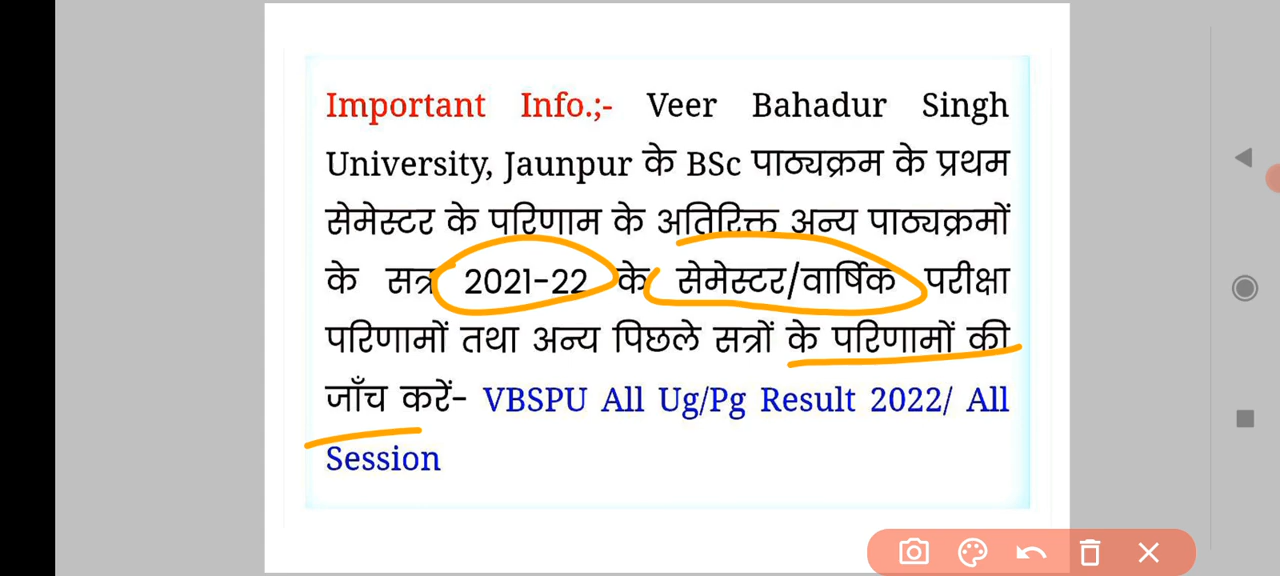 Important Info.;- Veer Bahadur Singh
University, Jaunpur के BSc पाठ्यक्रम के प्रथम
सेमेस्टर के परिणाम के अतिरिक्त अन्य पाठ्यक्रमों
के सत्र 2021-22 के सेमेस्टर/वार्षिक परीक्षा
परिणामों तथा अन्य पिछले सत्रों के परिणामों की
जाँच करें- VBSPU All Ug/Pg Result 2022/ All
Session